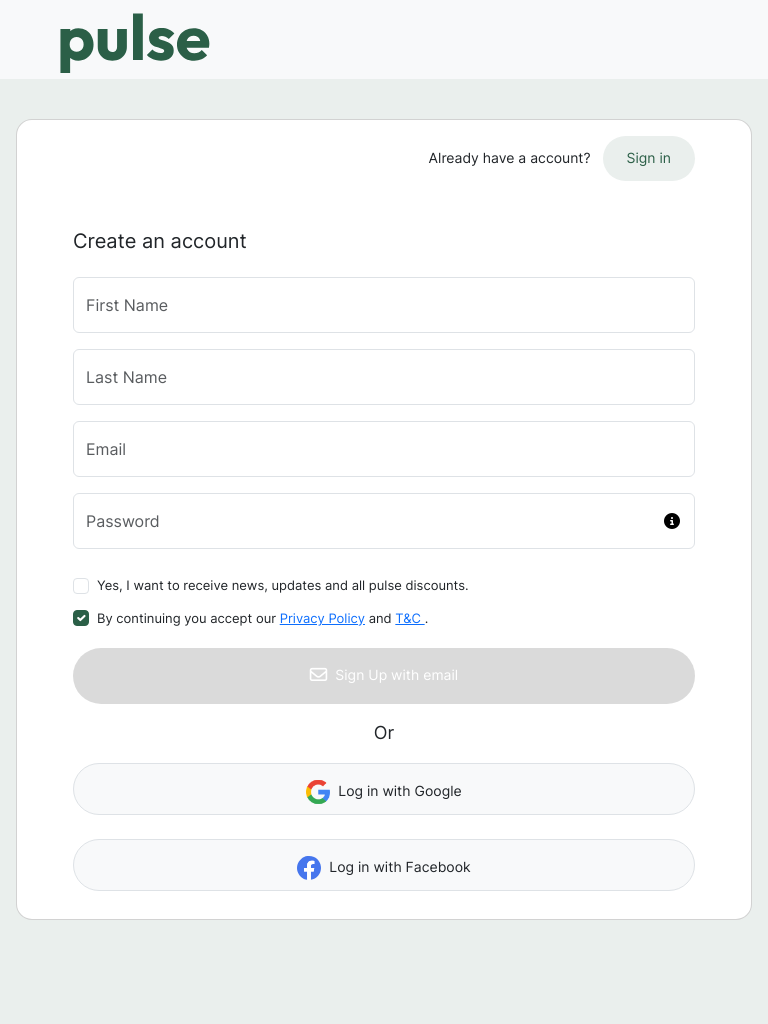 pulse
Already have a account? Sign in
Create an account
First Name
Last Name
Email
Password
Yes, I want to receive news, updates and all pulse discounts.
By continuing you accept our Privacy Policy and T&C .
Sign Up with email
Or
Log in with Google
Log in with Facebook